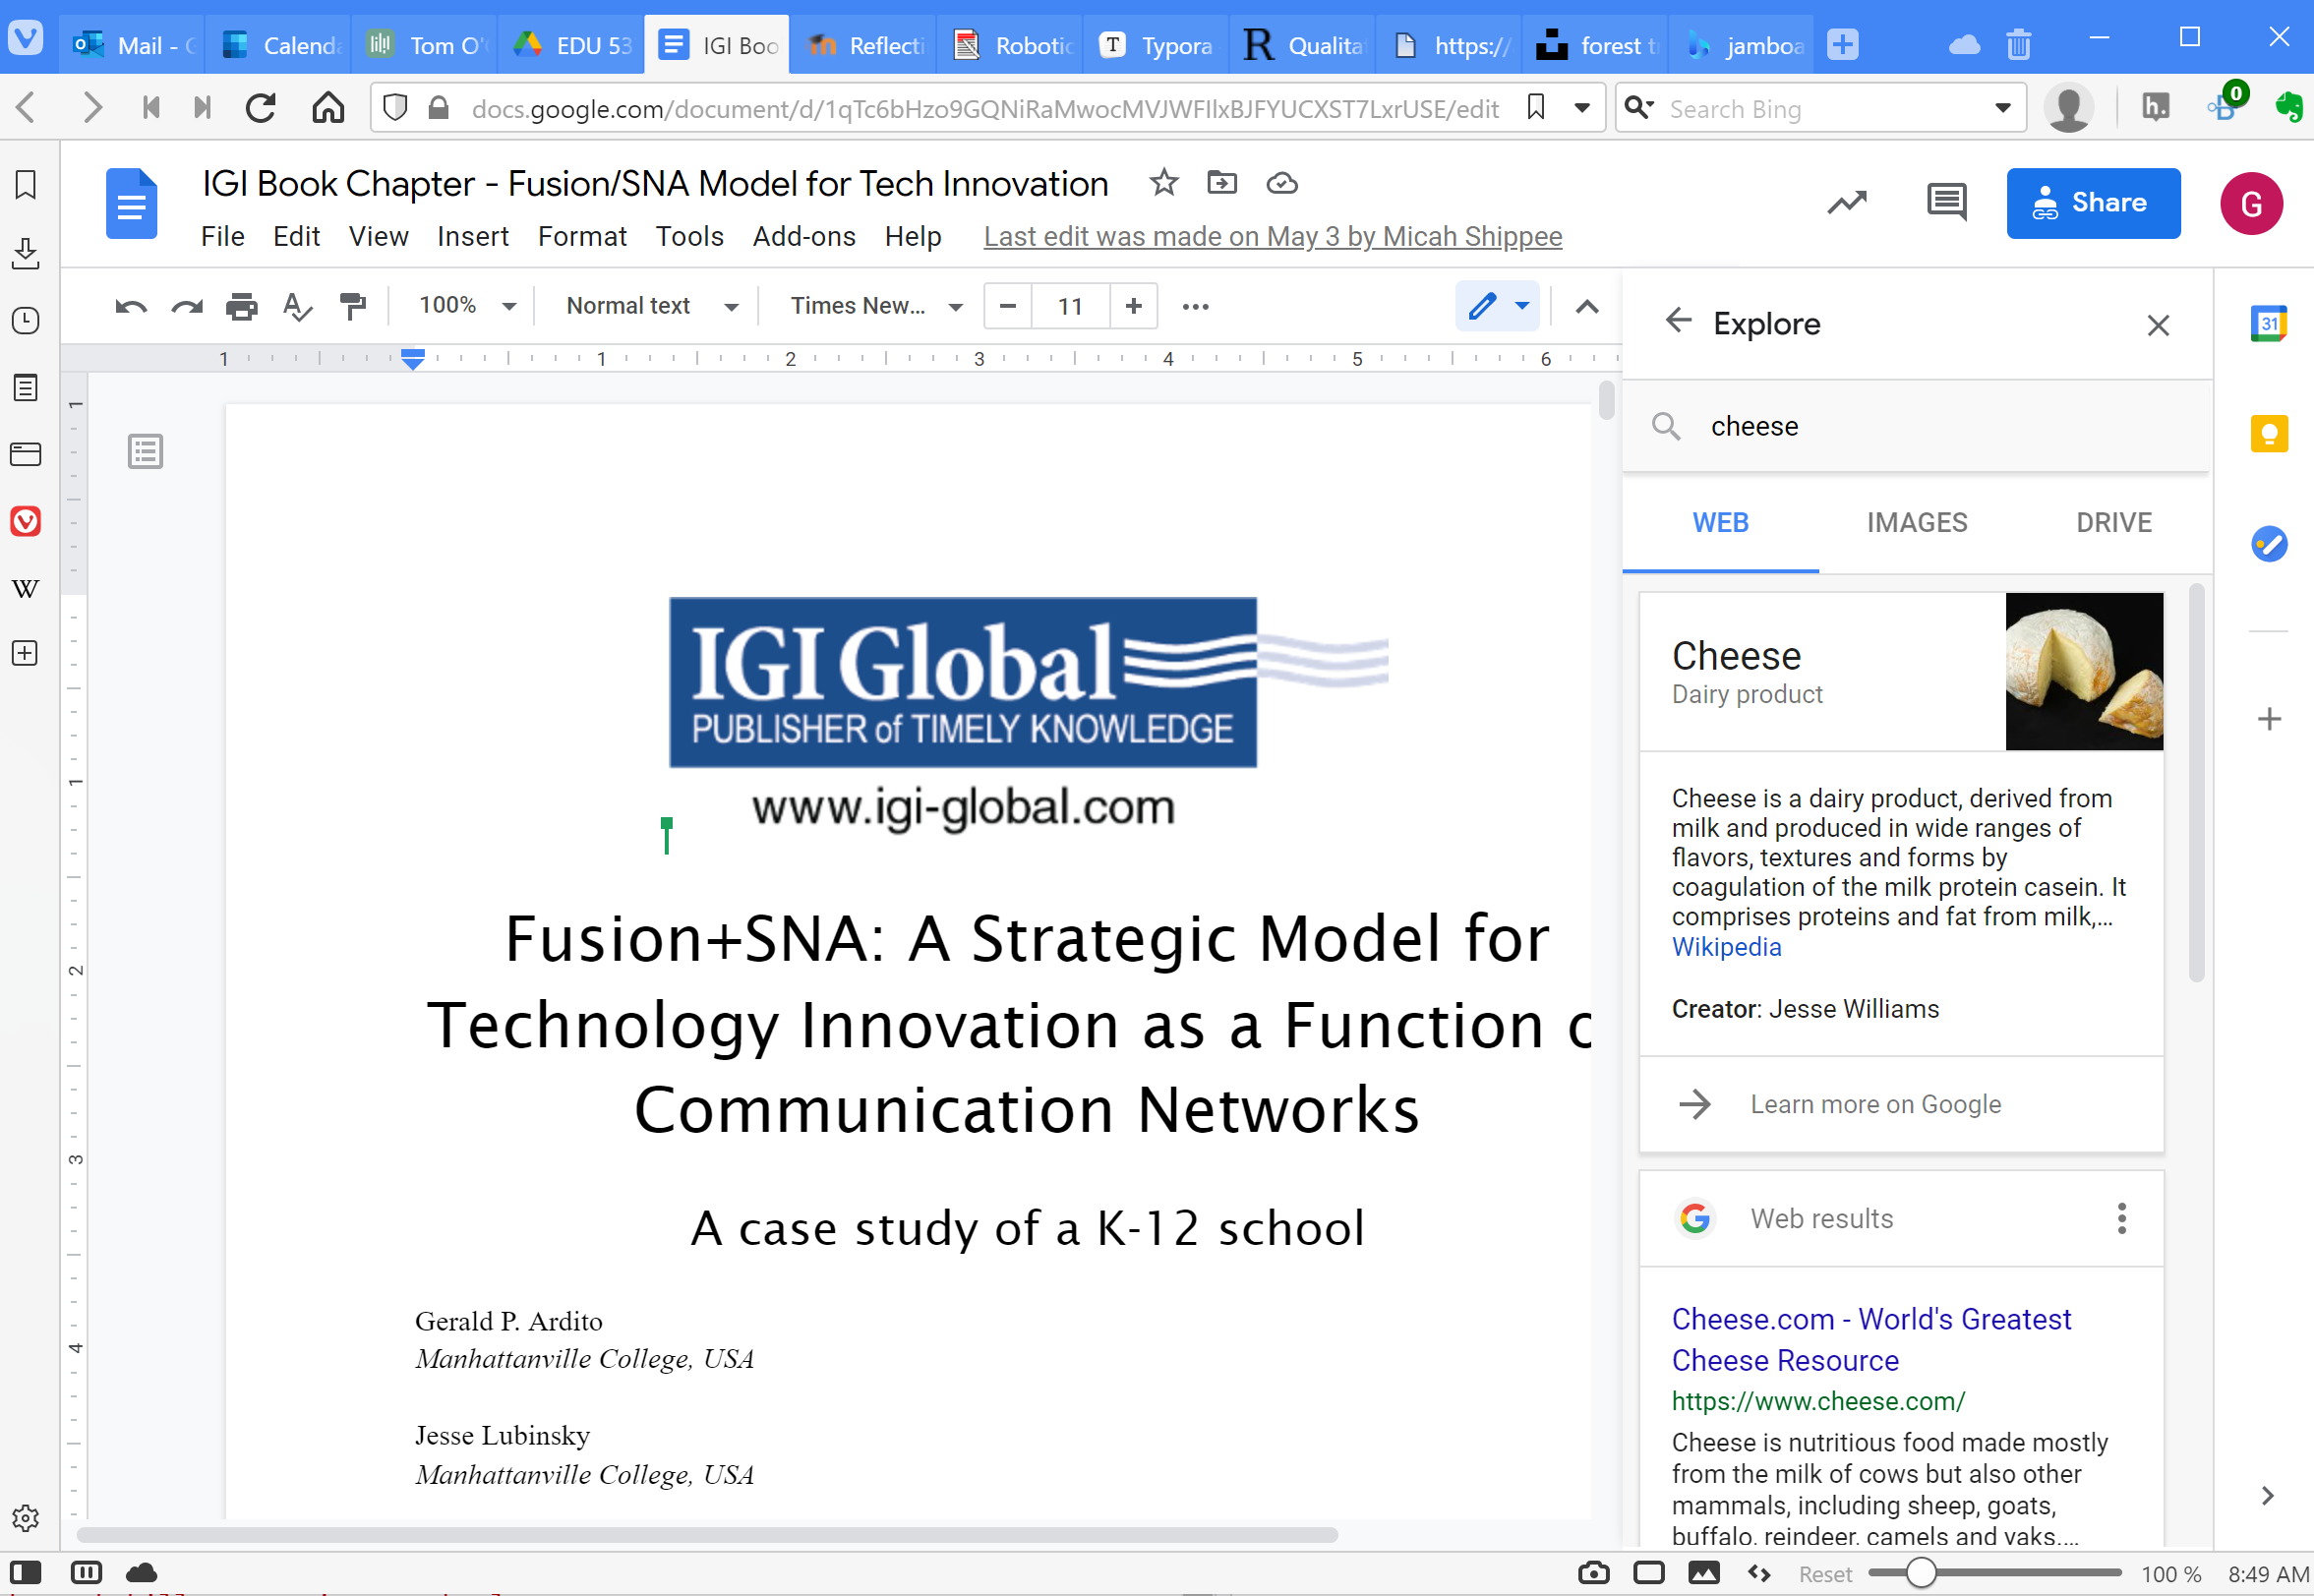 Mail - 
Calenda
Tom O'
EDU 53
IGI Boo
Reflecti
Robotic
Typora
Qualita
https://
forest t
jamboa
docs.google.com/document/d/1qTc6bHzo9GQNiRaMwocMVJWFIlxBJFYUCXST7LxrUSE/edit
Search Bing
0
IGI Book Chapter - Fusion/SNA Model for Tech Innovation
Share
G
File Edit View Insert Format Tools Add-ons Help Last edit was made on May 3 by Micah Shippee
100% Normal text Times New... 11
Explore
31
1 1 2 3 4 5 6
cheese
WEB IMAGES DRIVE
IGI Global
PUBLISHER of TIMELY KNOWLEDGE
www.igi-global.com
Fusion+SNA: A Strategic Model for
Technology Innovation as a Function o
Communication Networks
A case study of a K-12 school
Gerald P. Ardito
Manhattanville College, USA
Jesse Lubinsky
Manhattanville College, USA
1
1
2
3
4
Cheese
Dairy product
Cheese is a dairy product, derived from
milk and produced in wide ranges of
flavors, textures and forms by
coagulation of the milk protein casein. It
comprises proteins and fat from milk,...
Wikipedia
Creator: Jesse Williams
Learn more on Google
Web results
Cheese.com - World's Greatest
Cheese Resource
https://www.cheese.com/
Cheese is nutritious food made mostly
from the milk of cows but also other
mammals, including sheep, goats,
buffalo, reindeer, camels and yaks....
Reset 100 % 8:49 AM